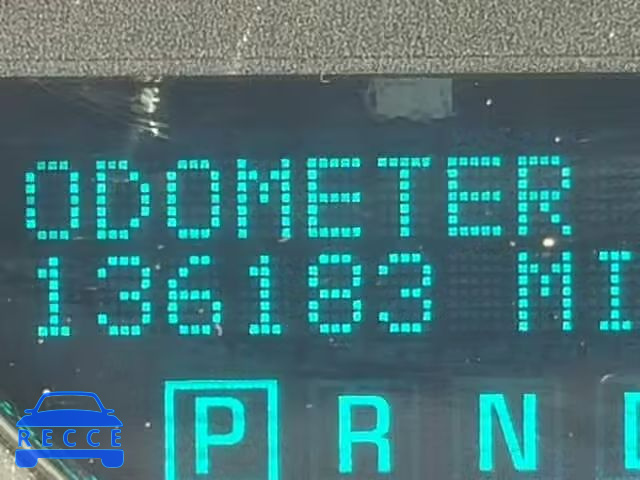 ODOMETER
136183 MI
P R N D
RECCE